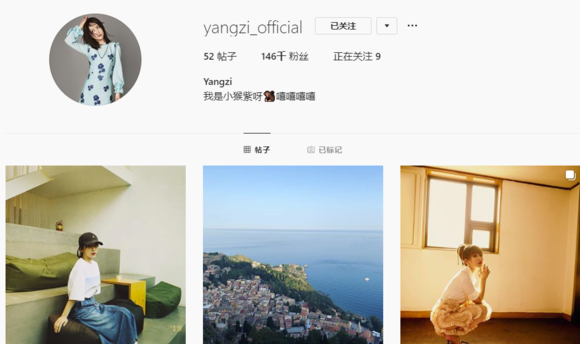 yangzi_official 已关注
52 帖子 146千 粉丝 正在关注 9
Yangzi
我是小猴紫呀🐒嘻嘻嘻嘻
帖子 已标记